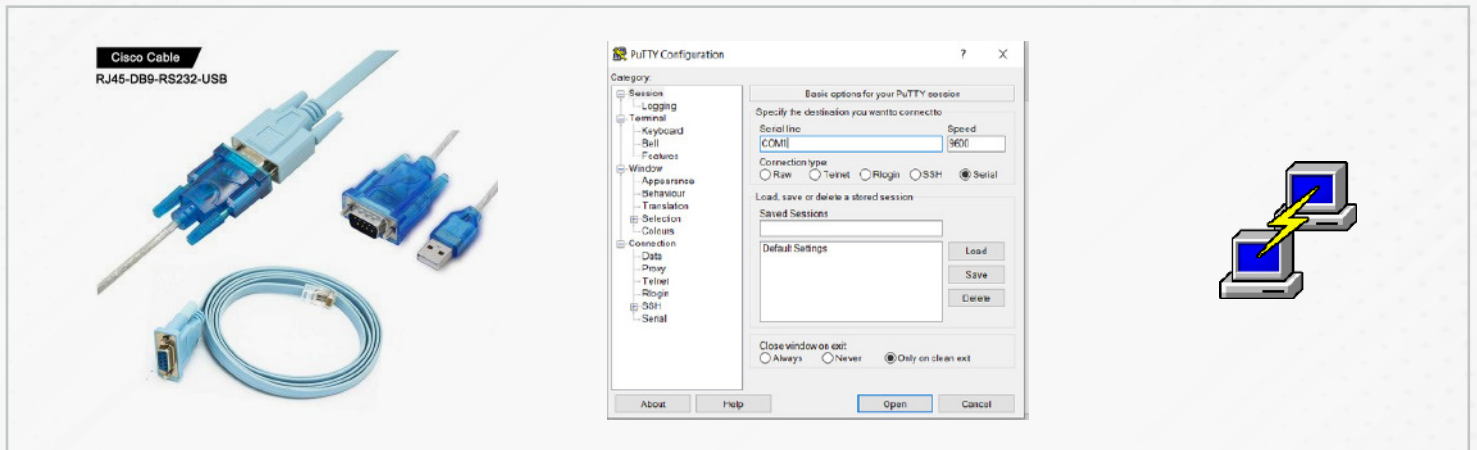 Cisco Cable
RJ45-DB9-RS232-USB
PuTTY Configuration
? X
Category:
Session
Logging
Terminal
Keyboard
Bell
Features
Window
Appearance
Behaviour
Translation
Selection
Colours
Connection
Data
Proxy
Telnet
Rlogin
SSH
Serial
Basic options for your PuTTY session
Specify the destination you want to connect to
Serial line Speed
COM1 9600
Connection type:
Raw Telnet Rlogin SSH Serial
Load, save or delete a stored session
Saved Sessions
Default Settings
Load
Save
Delete
Close window on exit:
Always Never Only on clean exit
About Help Open Cancel